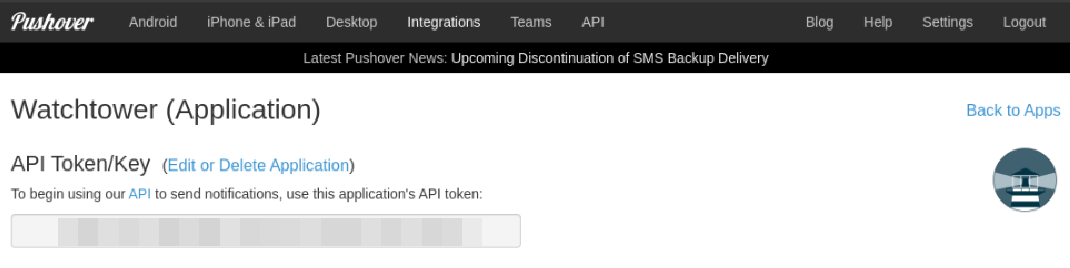 Pushover Android iPhone & iPad Desktop Integrations Teams API Blog Help Settings Logout
Latest Pushover News: Upcoming Discontinuation of SMS Backup Delivery
Watchtower (Application) Back to Apps
API Token/Key (Edit or Delete Application)
To begin using our API to send notifications, use this application's API token: